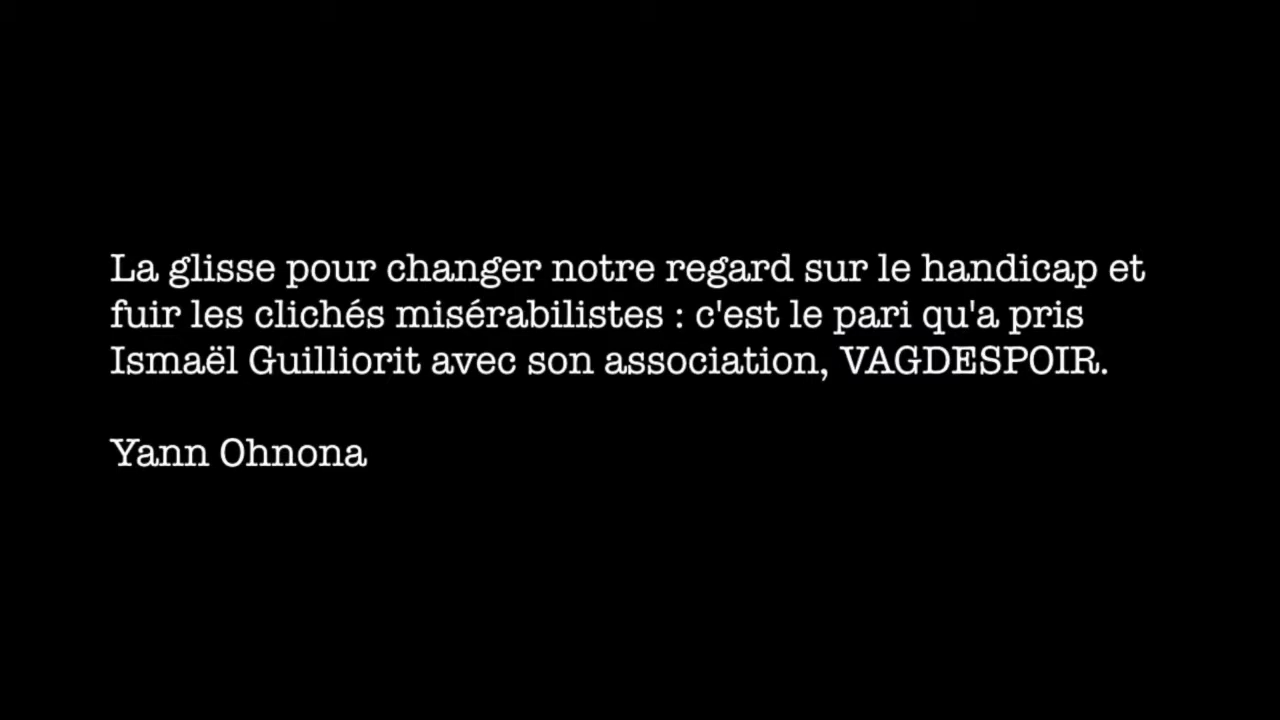 La glisse pour changer notre regard sur le handicap et
fuir les clichés misérabilistes : c'est le pari qu'a pris
Ismaël Guilliorit avec son association, VAGDESPOIR.
Yann Ohnona